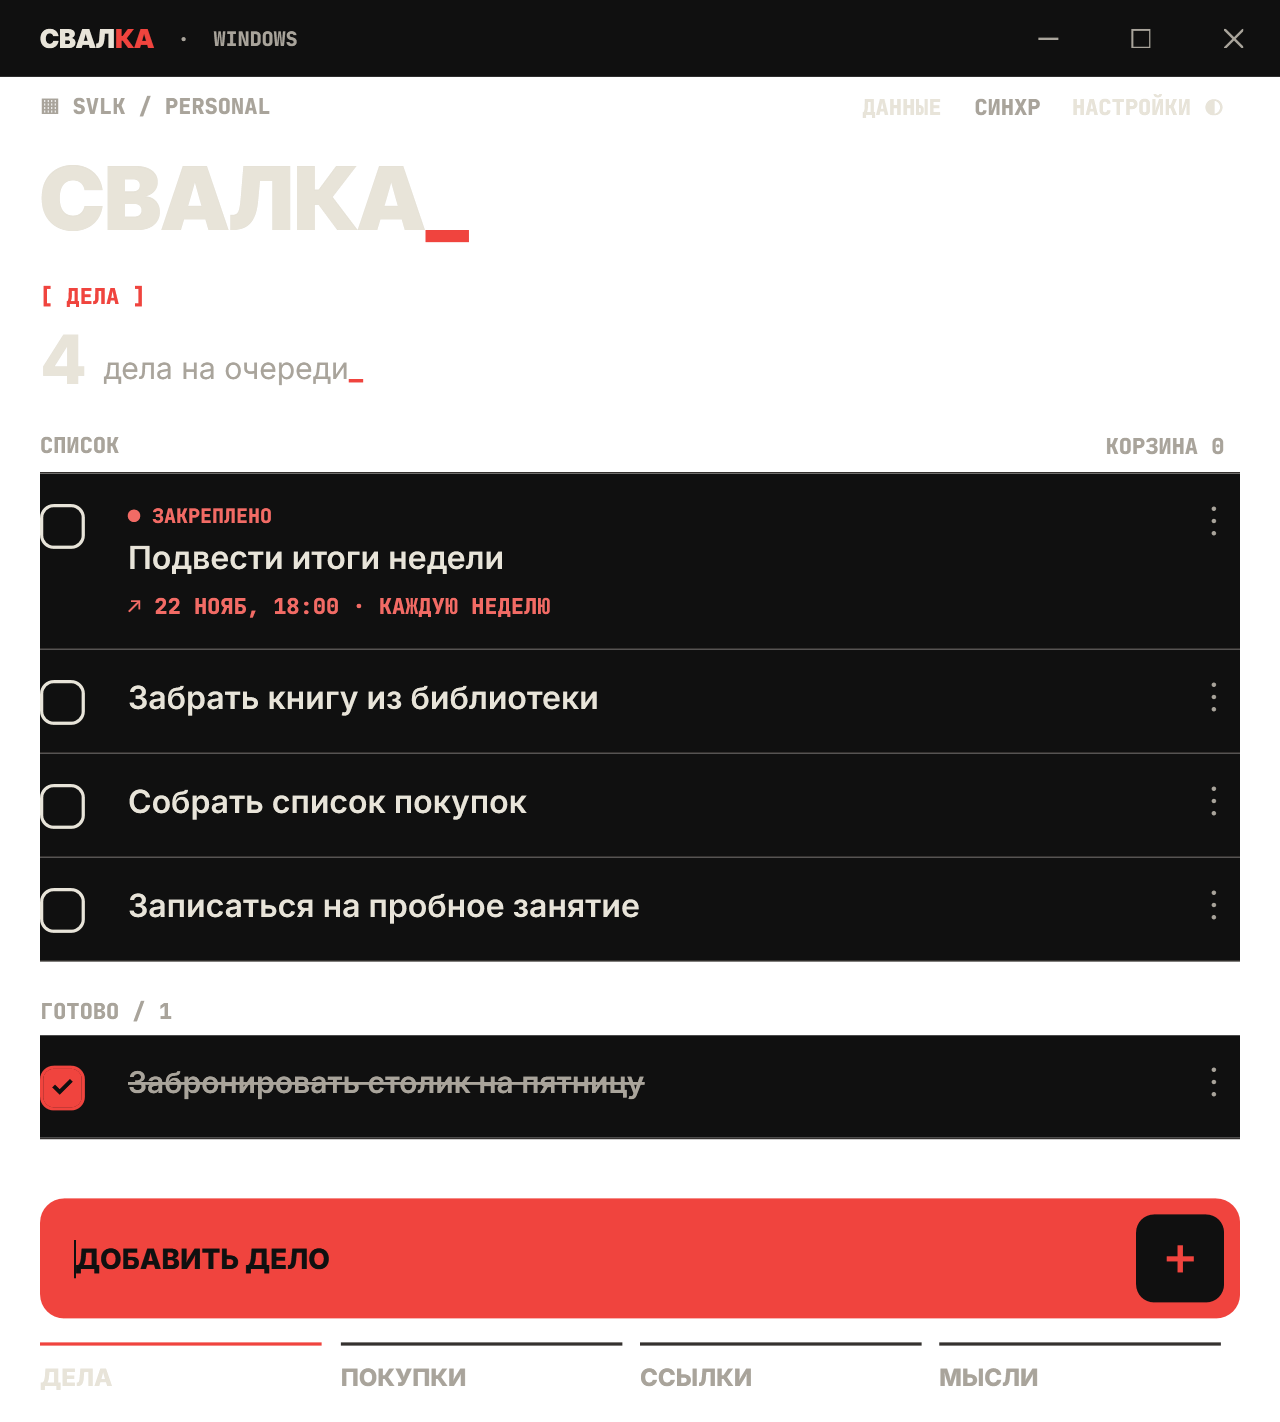 СВАЛКА · WINDOWS
SVLK / PERSONAL
ДАННЫЕ СИНХР НАСТРОЙКИ
СВАЛКА_
[ ДЕЛА ]
4 дела на очереди_
СПИСОК КОРЗИНА 0
ЗАКРЕПЛЕНО
Подвести итоги недели
↗ 22 НОЯБ, 18:00 · КАЖДУЮ НЕДЕЛЮ
Забрать книгу из библиотеки
Собрать список покупок
Записаться на пробное занятие
ГОТОВО / 1
Забронировать столик на пятницу
ДОБАВИТЬ ДЕЛО +
ДЕЛА ПОКУПКИ ССЫЛКИ МЫСЛИ